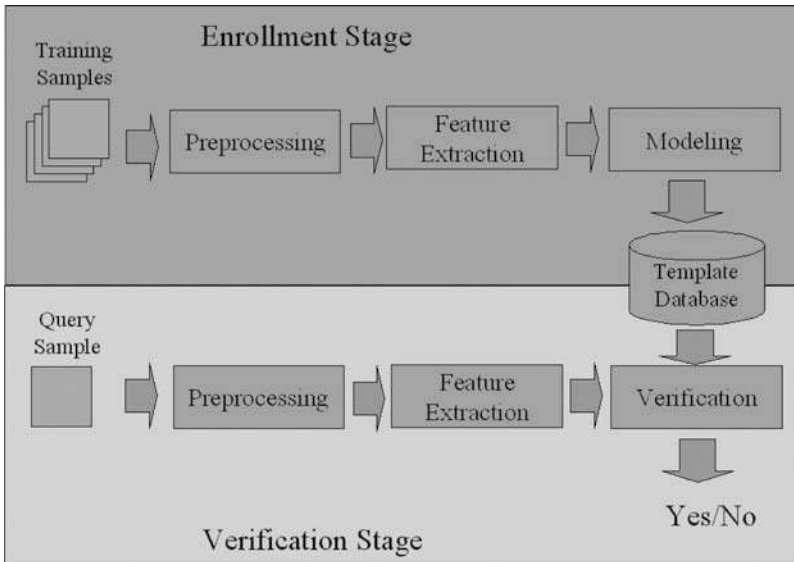 Enrollment Stage
Training
Samples
Preprocessing
Feature
Extraction
Modeling
Template
Database
Query
Sample
Preprocessing
Feature
Extraction
Verification
Yes/No
Verification Stage